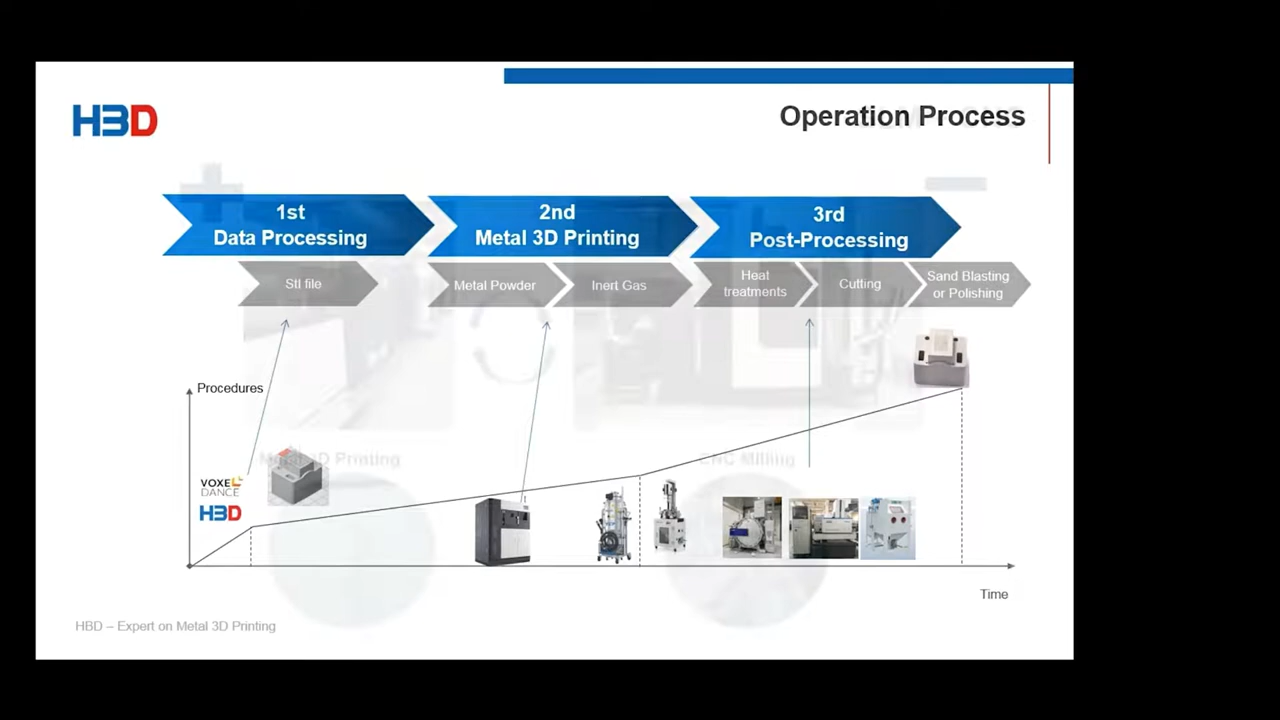 HBD
Operation Process
1st
Data Processing
2nd
Metal 3D Printing
3rd
Post-Processing
Stl file
Metal Powder
Inert Gas
Heat
treatments
Cutting
Sand Blasting
or Polishing
Procedures
Metal 3D Printing
CNC Milling
VOXEL
DANCE
HBD
Time
HBD – Expert on Metal 3D Printing